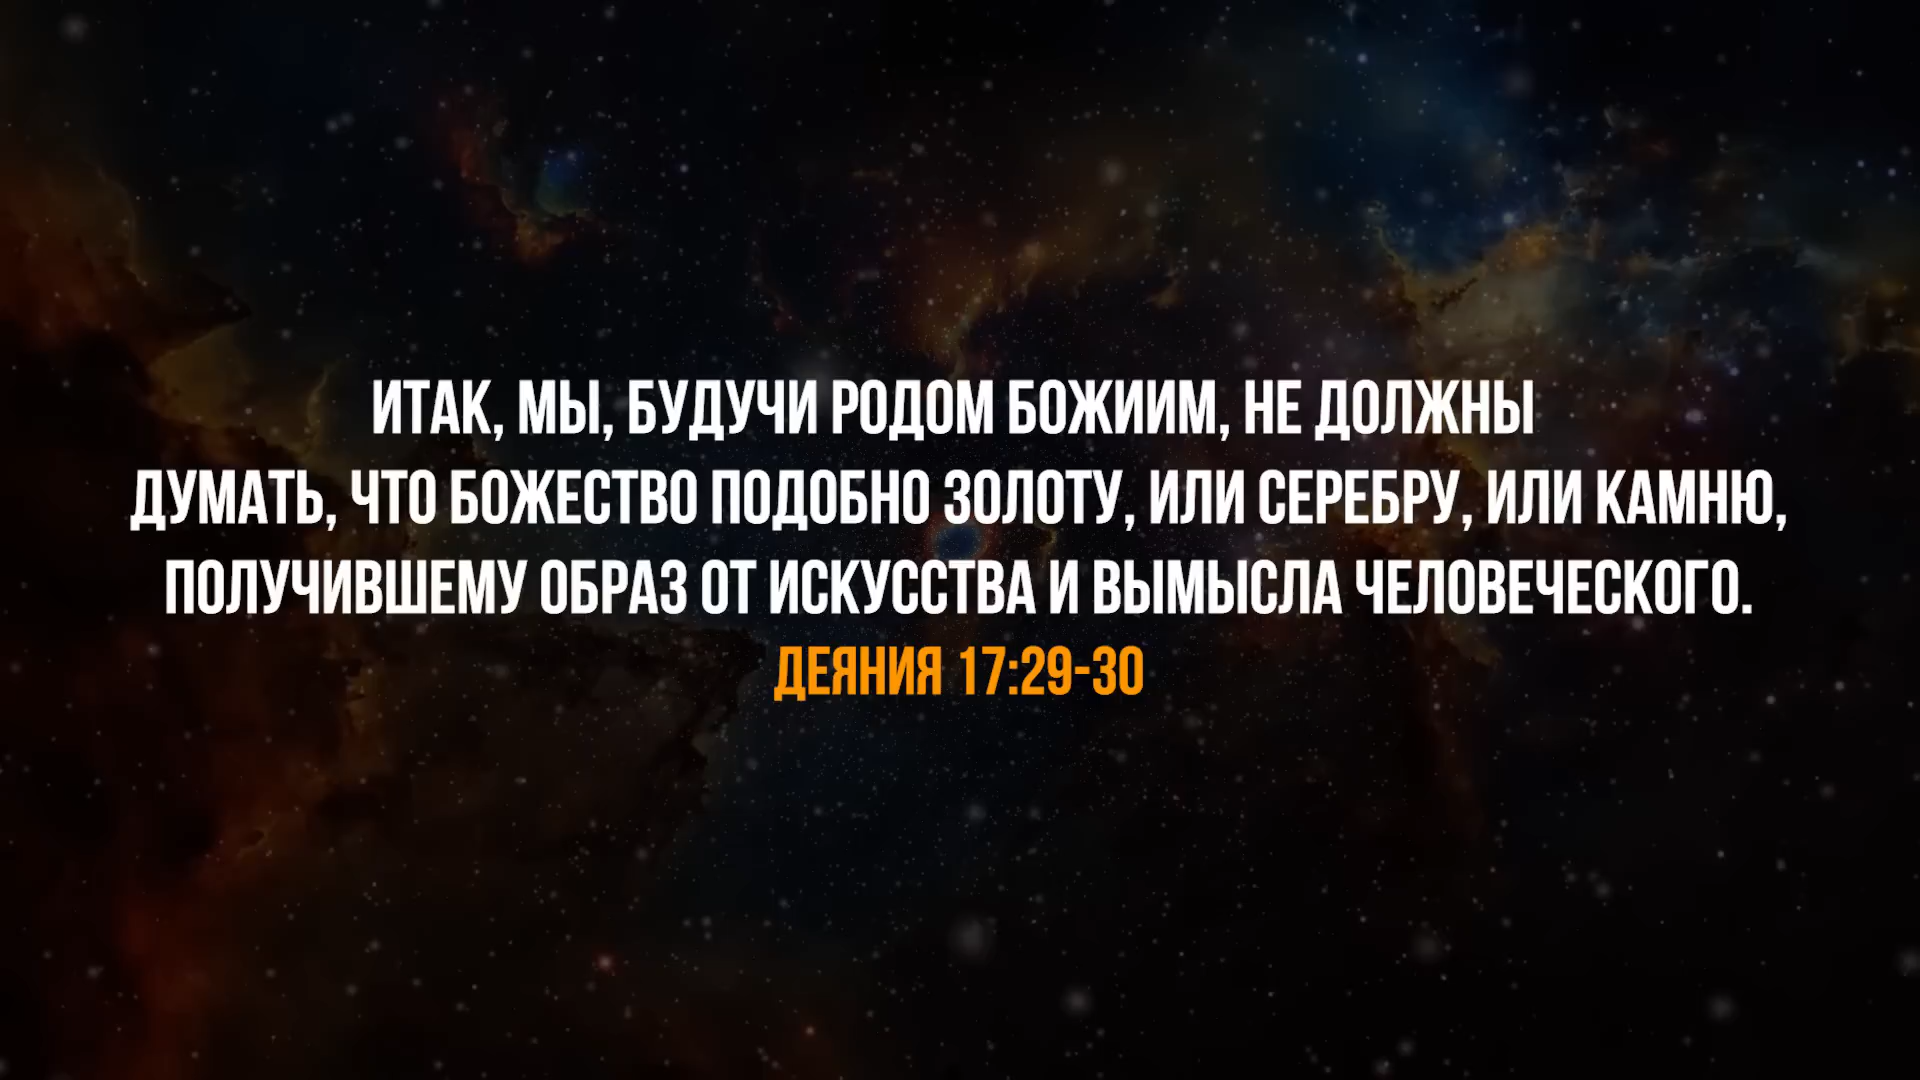 ИТАК, МЫ, БУДУЧИ РОДОМ БОЖИИМ, НЕ ДОЛЖНЫ
ДУМАТЬ, ЧТО БОЖЕСТВО ПОДОБНО ЗОЛОТУ, ИЛИ СЕРЕБРУ, ИЛИ КАМНЮ,
ПОЛУЧИВШЕМУ ОБРАЗ ОТ ИСКУССТВА И ВЫМЫСЛА ЧЕЛОВЕЧЕСКОГО.
ДЕЯНИЯ 17:29-30